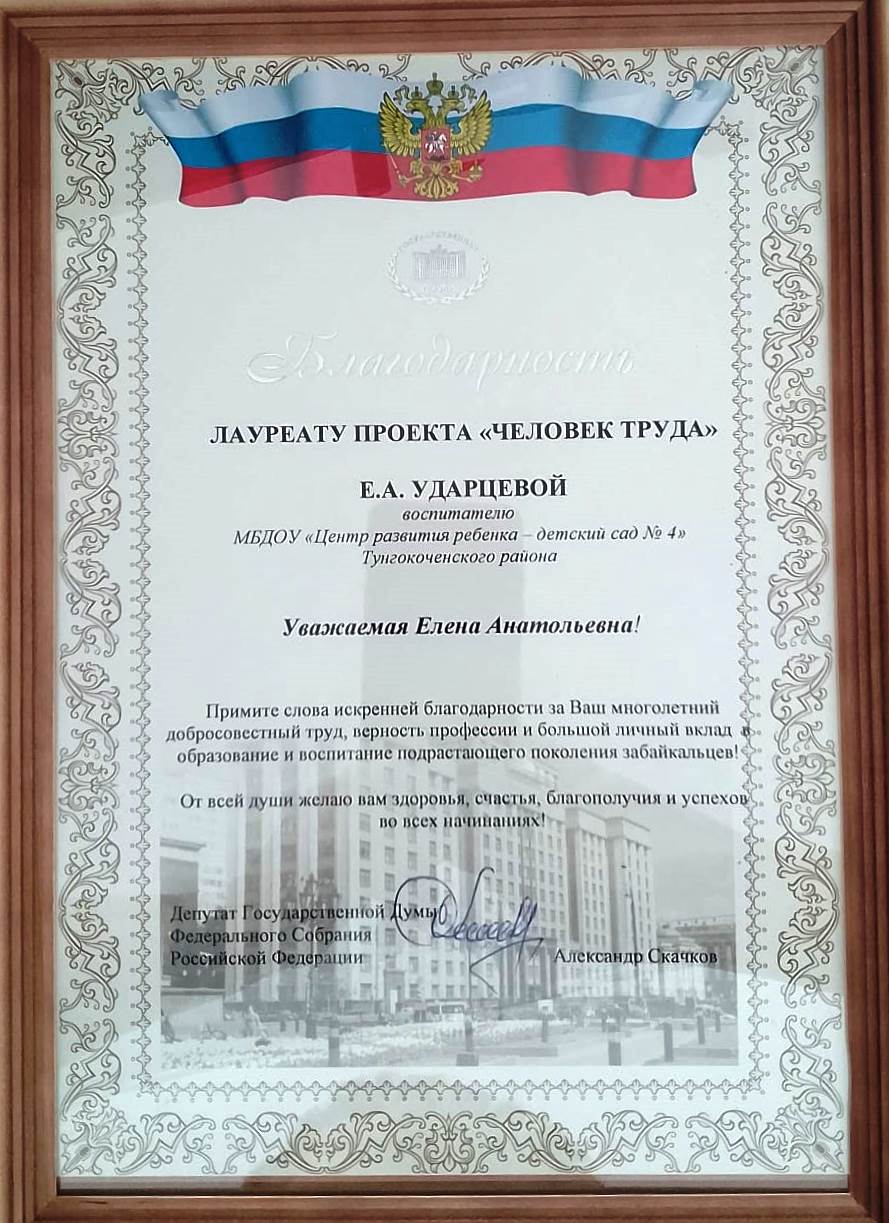 Благодарность
ЛАУРЕАТУ ПРОЕКТА «ЧЕЛОВЕК ТРУДА»
Е.А. УДАРЦЕВОЙ
воспитателю
МБДОУ «Центр развития ребенка – детский сад № 4»
Тунгокоченского района
Уважаемая Елена Анатольевна!
Примите слова искренней благодарности за Ваш многолетний
добросовестный труд, верность профессии и большой личный вклад в
образование и воспитание подрастающего поколения забайкальцев!
От всей души желаю вам здоровья, счастья, благополучия и успехов
во всех начинаниях!
Депутат Государственной Думы
Федерального Собрания
Российской Федерации
Александр Скачков